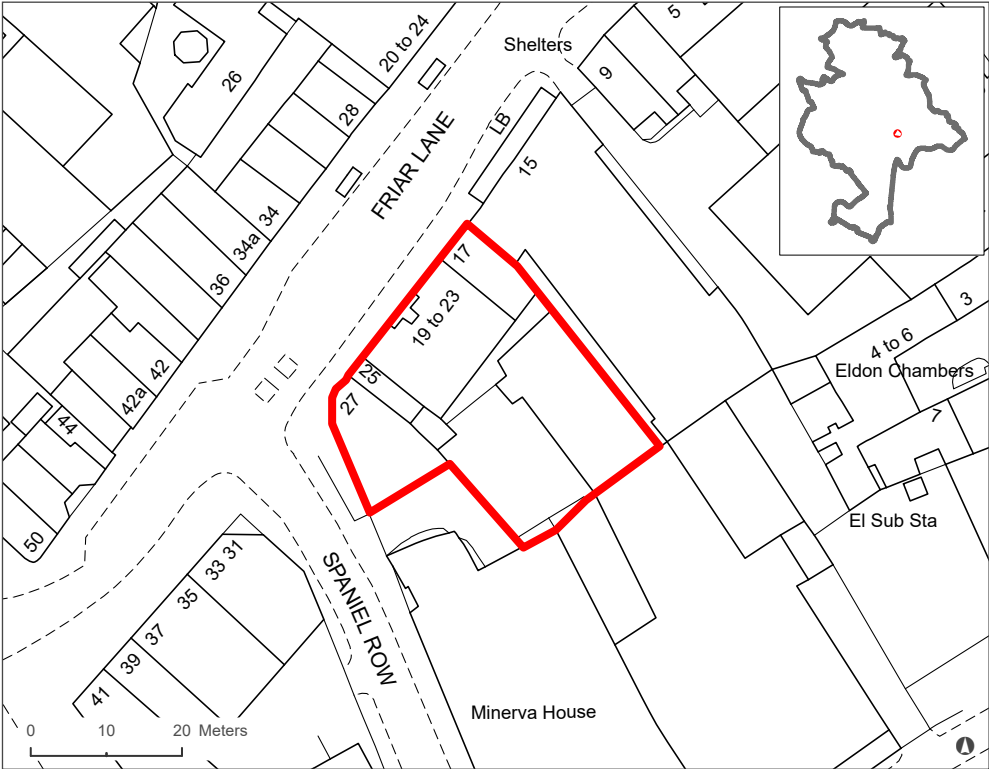 5
Shelters
20 to 24
9
26
28
LB
FRIAR LANE
15
34
34a
17
36
3
19 to 23
4 to 6
42
25
Eldon Chambers
42a
27
7
44
El Sub Sta
50
33 31
SPANIEL ROW
35
37
39
41
Minerva House
0 10 20 Meters